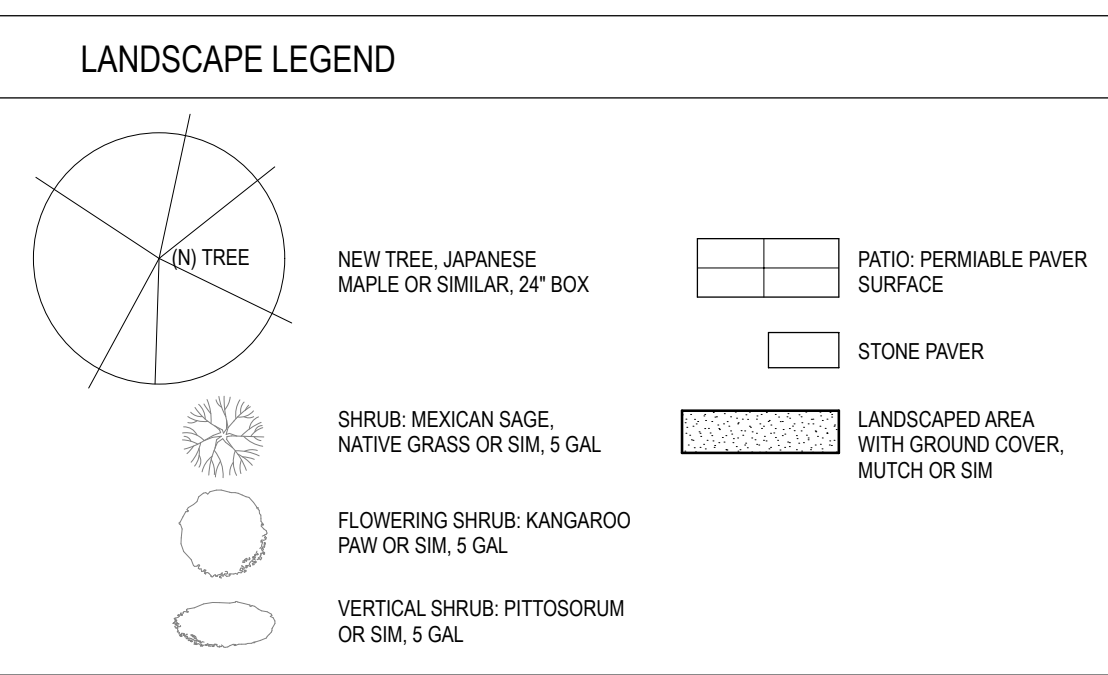 LANDSCAPE LEGEND
(N) TREE
NEW TREE, JAPANESE
MAPLE OR SIMILAR, 24" BOX
SHRUB: MEXICAN SAGE,
NATIVE GRASS OR SIM, 5 GAL
FLOWERING SHRUB: KANGAROO
PAW OR SIM, 5 GAL
VERTICAL SHRUB: PITTOSORUM
OR SIM, 5 GAL
PATIO: PERMIABLE PAVER
SURFACE
STONE PAVER
LANDSCAPED AREA
WITH GROUND COVER,
MUTCH OR SIM